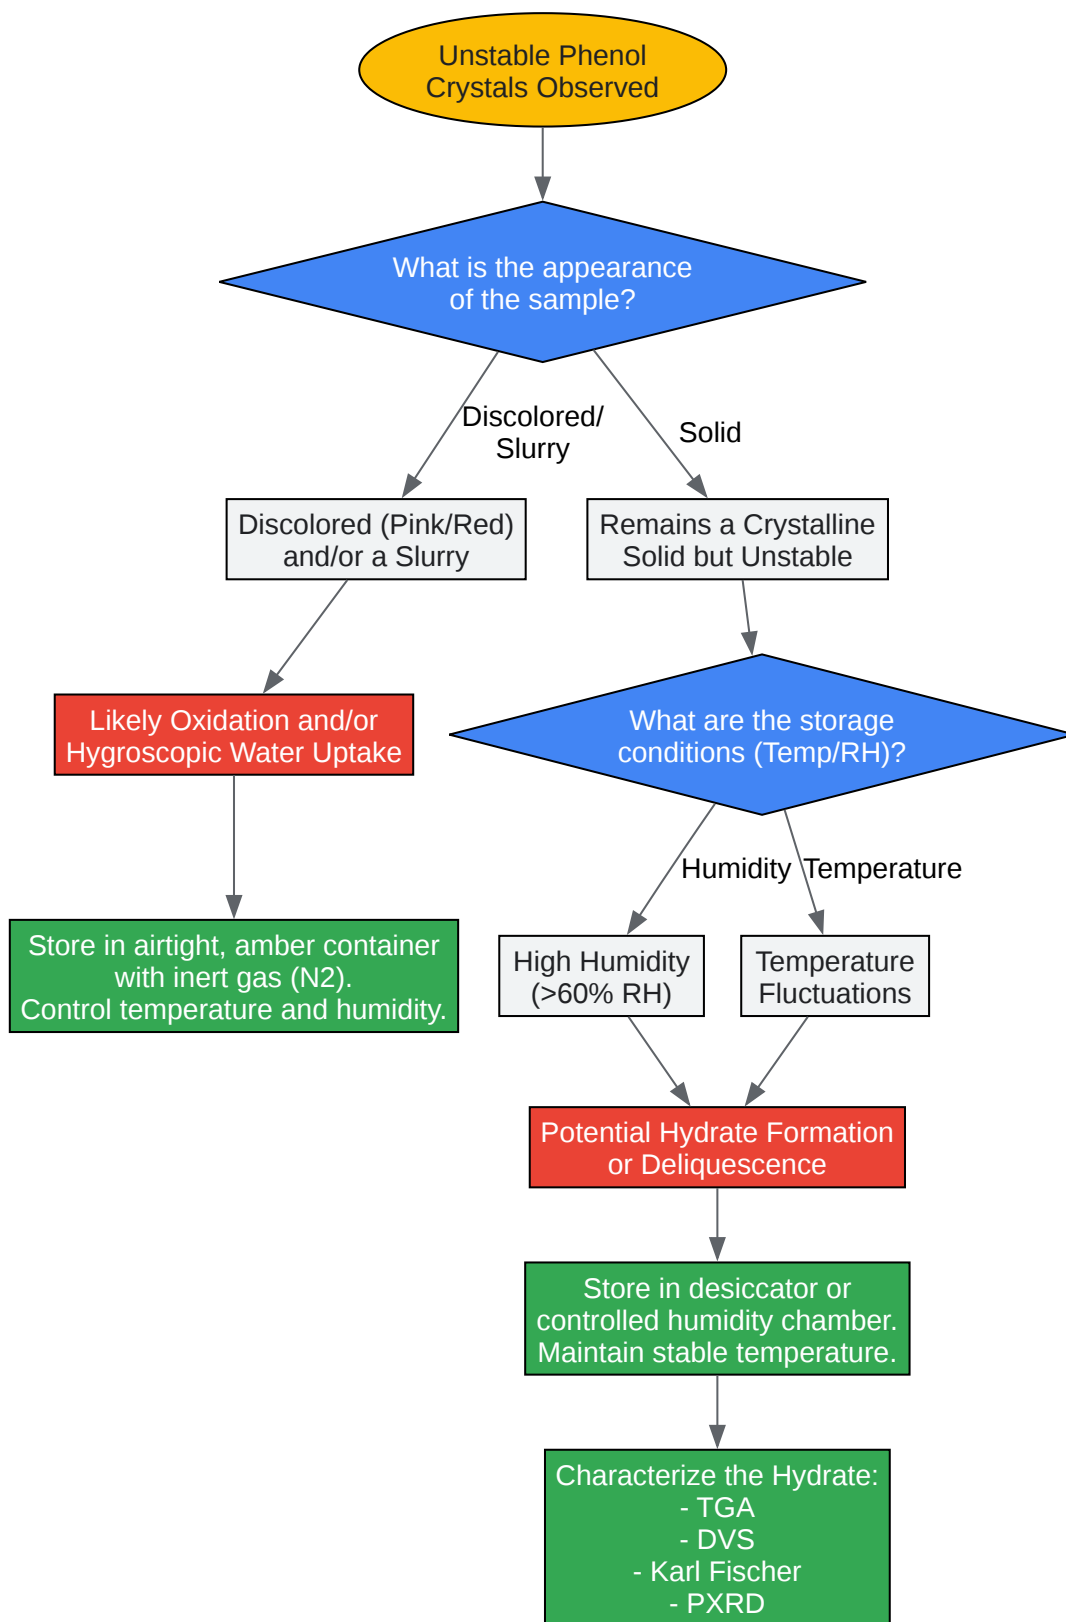 Unstable Phenol
Crystals Observed
What is the appearance
of the sample?
Discolored/
Slurry
Solid
Discolored (Pink/Red)
and/or a Slurry
Remains a Crystalline
Solid but Unstable
Likely Oxidation and/or
Hygroscopic Water Uptake
What are the storage
conditions (Temp/RH)?
Humidity
Temperature
Store in airtight, amber container
with inert gas (N2).
Control temperature and humidity.
High Humidity
(>60% RH)
Temperature
Fluctuations
Potential Hydrate Formation
or Deliquescence
Store in desiccator or
controlled humidity chamber.
Maintain stable temperature.
Characterize the Hydrate:
- TGA
- DVS
- Karl Fischer
- PXRD